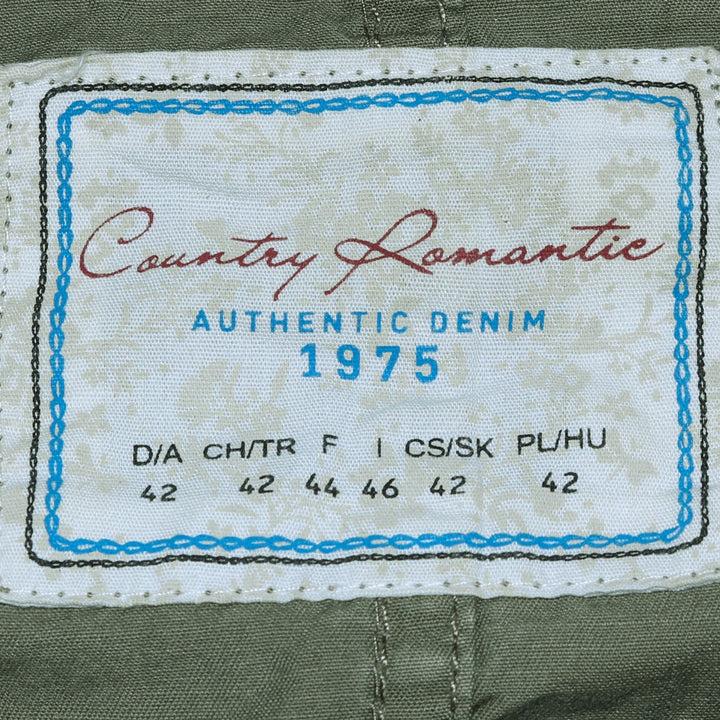 Country Romantic
AUTHENTIC DENIM
1975
D/A CH/TR F I CS/SK PL/HU
42 42 44 46 42 42